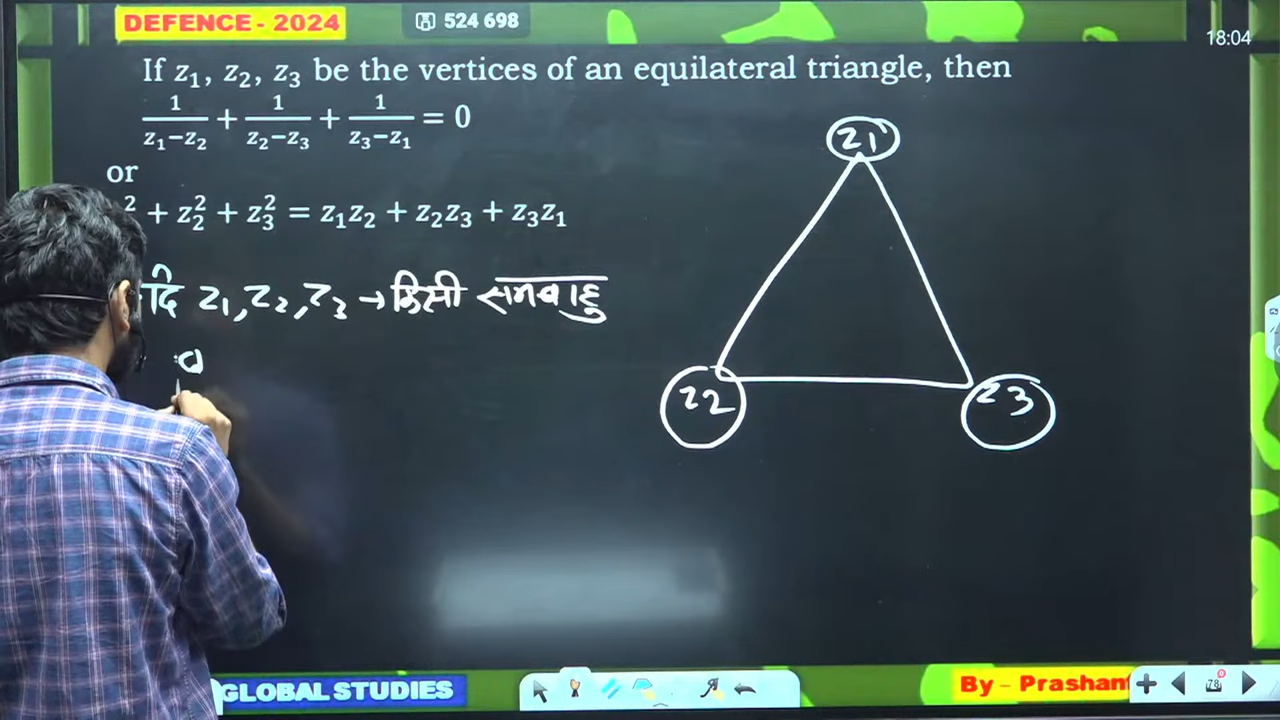 DEFENCE - 2024
524 698
18:04
If z₁, z₂, z₃ be the vertices of an equilateral triangle, then
1/(z₁−z₂) + 1/(z₂−z₃) + 1/(z₃−z₁) = 0
or
² + z₂² + z₃² = z₁z₂ + z₂z₃ + z₃z₁
दि z1, z2, z3 → किसी समबाहु
z1
z2
z3
GLOBAL STUDIES
78
By - Prashan